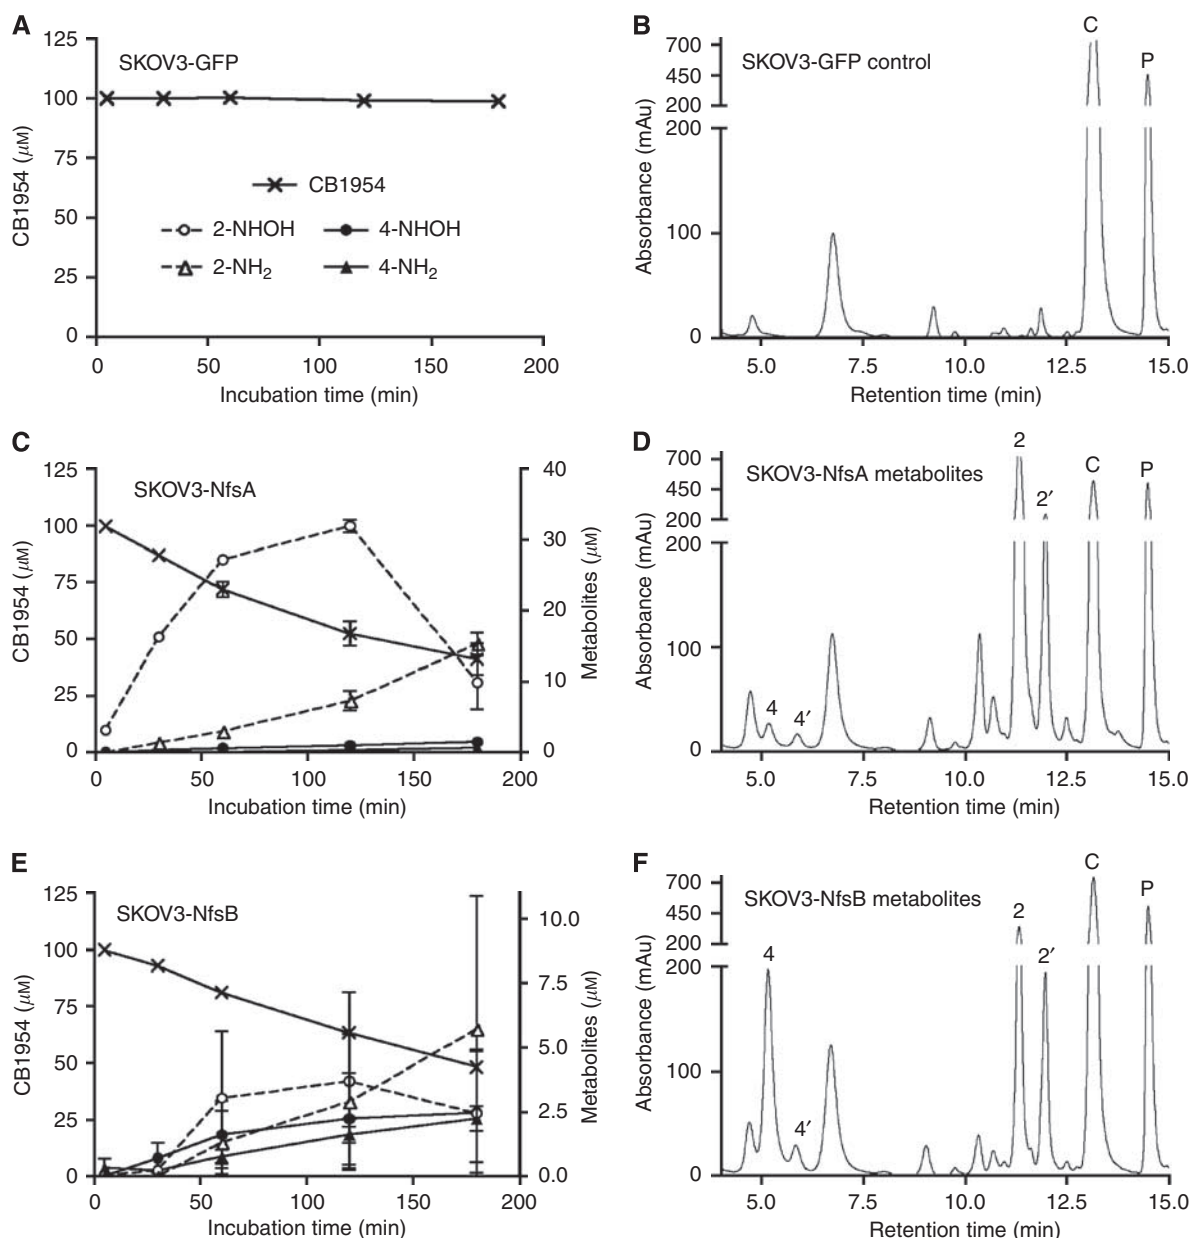 A
SKOV3-GFP
CB1954 (μM)
125
100
75
50
25
0
CB1954
2-NHOH
4-NHOH
2-NH2
4-NH2
0 50 100 150 200
Incubation time (min)
B
SKOV3-GFP control
Absorbance (mAu)
700
450
200
200
100
0
C
P
5.0 7.5 10.0 12.5 15.0
Retention time (min)
C
SKOV3-NfsA
CB1954 (μM)
125
100
75
50
25
0
40
30
20
10
0
Metabolites (μM)
0 50 100 150 200
Incubation time (min)
D
SKOV3-NfsA metabolites
Absorbance (mAu)
700
450
200
200
100
0
4
4′
2
2′
C
P
5.0 7.5 10.0 12.5 15.0
Retention time (min)
E
SKOV3-NfsB
CB1954 (μM)
125
100
75
50
25
0
10.0
7.5
5.0
2.5
0.0
Metabolites (μM)
0 50 100 150 200
Incubation time (min)
F
SKOV3-NfsB metabolites
Absorbance (mAu)
700
450
200
200
100
0
4
4′
2
2′
C
P
5.0 7.5 10.0 12.5 15.0
Retention time (min)